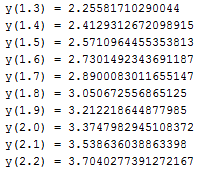 y(1.3) = 2.25581710290044
y(1.4) = 2.4129312672098915
y(1.5) = 2.5710964455353813
y(1.6) = 2.7301492343691187
y(1.7) = 2.8900083011655147
y(1.8) = 3.050672556865125
y(1.9) = 3.212218644877985
y(2.0) = 3.3747982945108372
y(2.1) = 3.538636038863398
y(2.2) = 3.7040277391272167